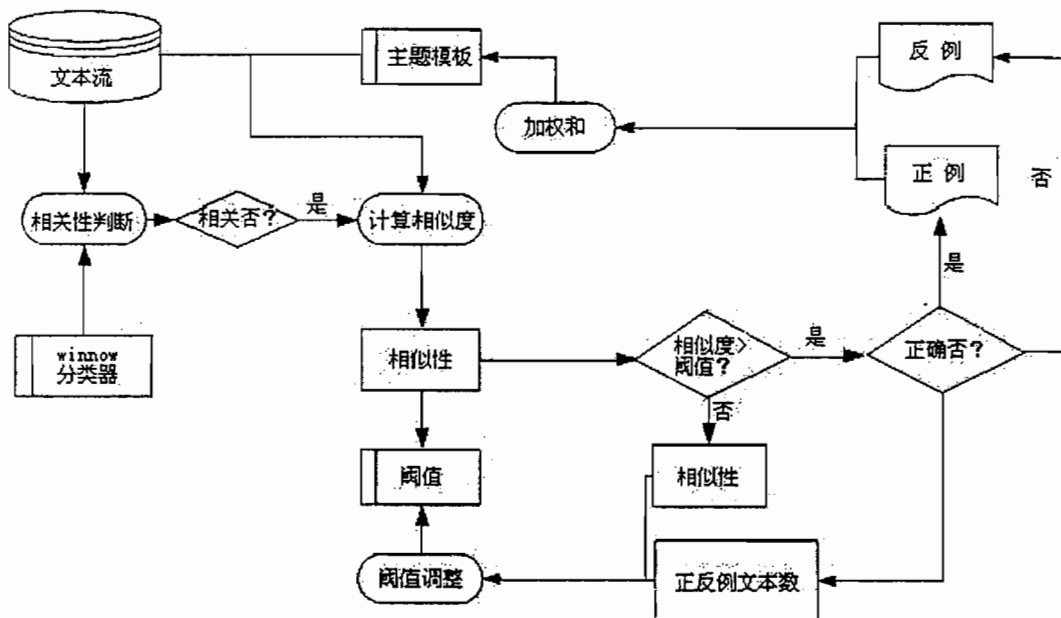 文本流
主题模板
反例
加权和
正例
否
相关性判断
相关否?
是
计算相似度
是
winnow
分类器
相似性
相似度>
阈值?
是
正确否?
否
阈值
相似性
阈值调整
正反例文本数